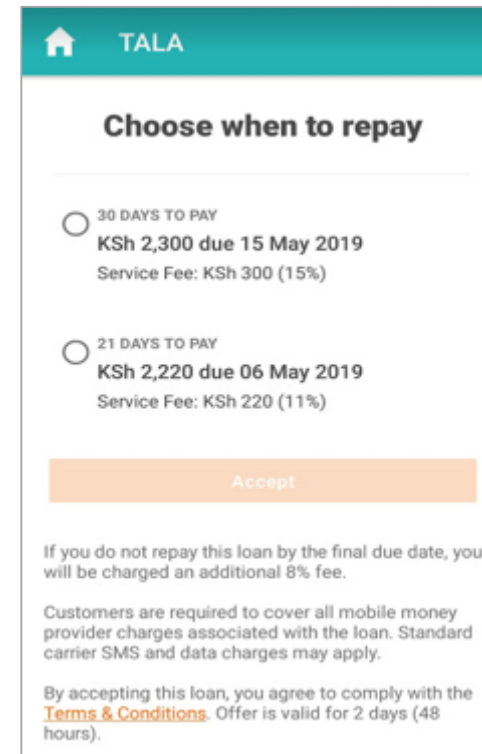 TALA
Choose when to repay
30 DAYS TO PAY
KSh 2,300 due 15 May 2019
Service Fee: KSh 300 (15%)
21 DAYS TO PAY
KSh 2,220 due 06 May 2019
Service Fee: KSh 220 (11%)
Accept
If you do not repay this loan by the final due date, you
will be charged an additional 8% fee.
Customers are required to cover all mobile money
provider charges associated with the loan. Standard
carrier SMS and data charges may apply.
By accepting this loan, you agree to comply with the
Terms & Conditions. Offer is valid for 2 days (48
hours).